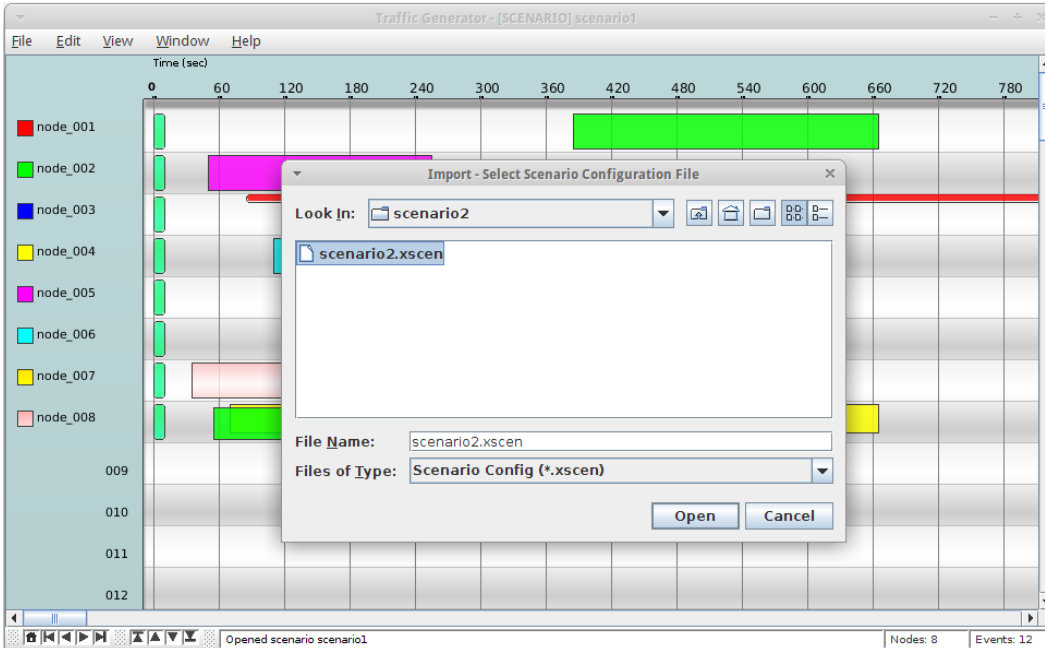 Traffic Generator - [SCENARIO] scenario1
File Edit View Window Help
Time (sec)
0 60 120 180 240 300 360 420 480 540 600 660 720 780
node_001
node_002
node_003
node_004
node_005
node_006
node_007
node_008
009
010
011
012
Import - Select Scenario Configuration File
Look In: scenario2
scenario2.xscen
File Name: scenario2.xscen
Files of Type: Scenario Config (*.xscen)
Open Cancel
Opened scenario scenario1 Nodes: 8 Events: 12